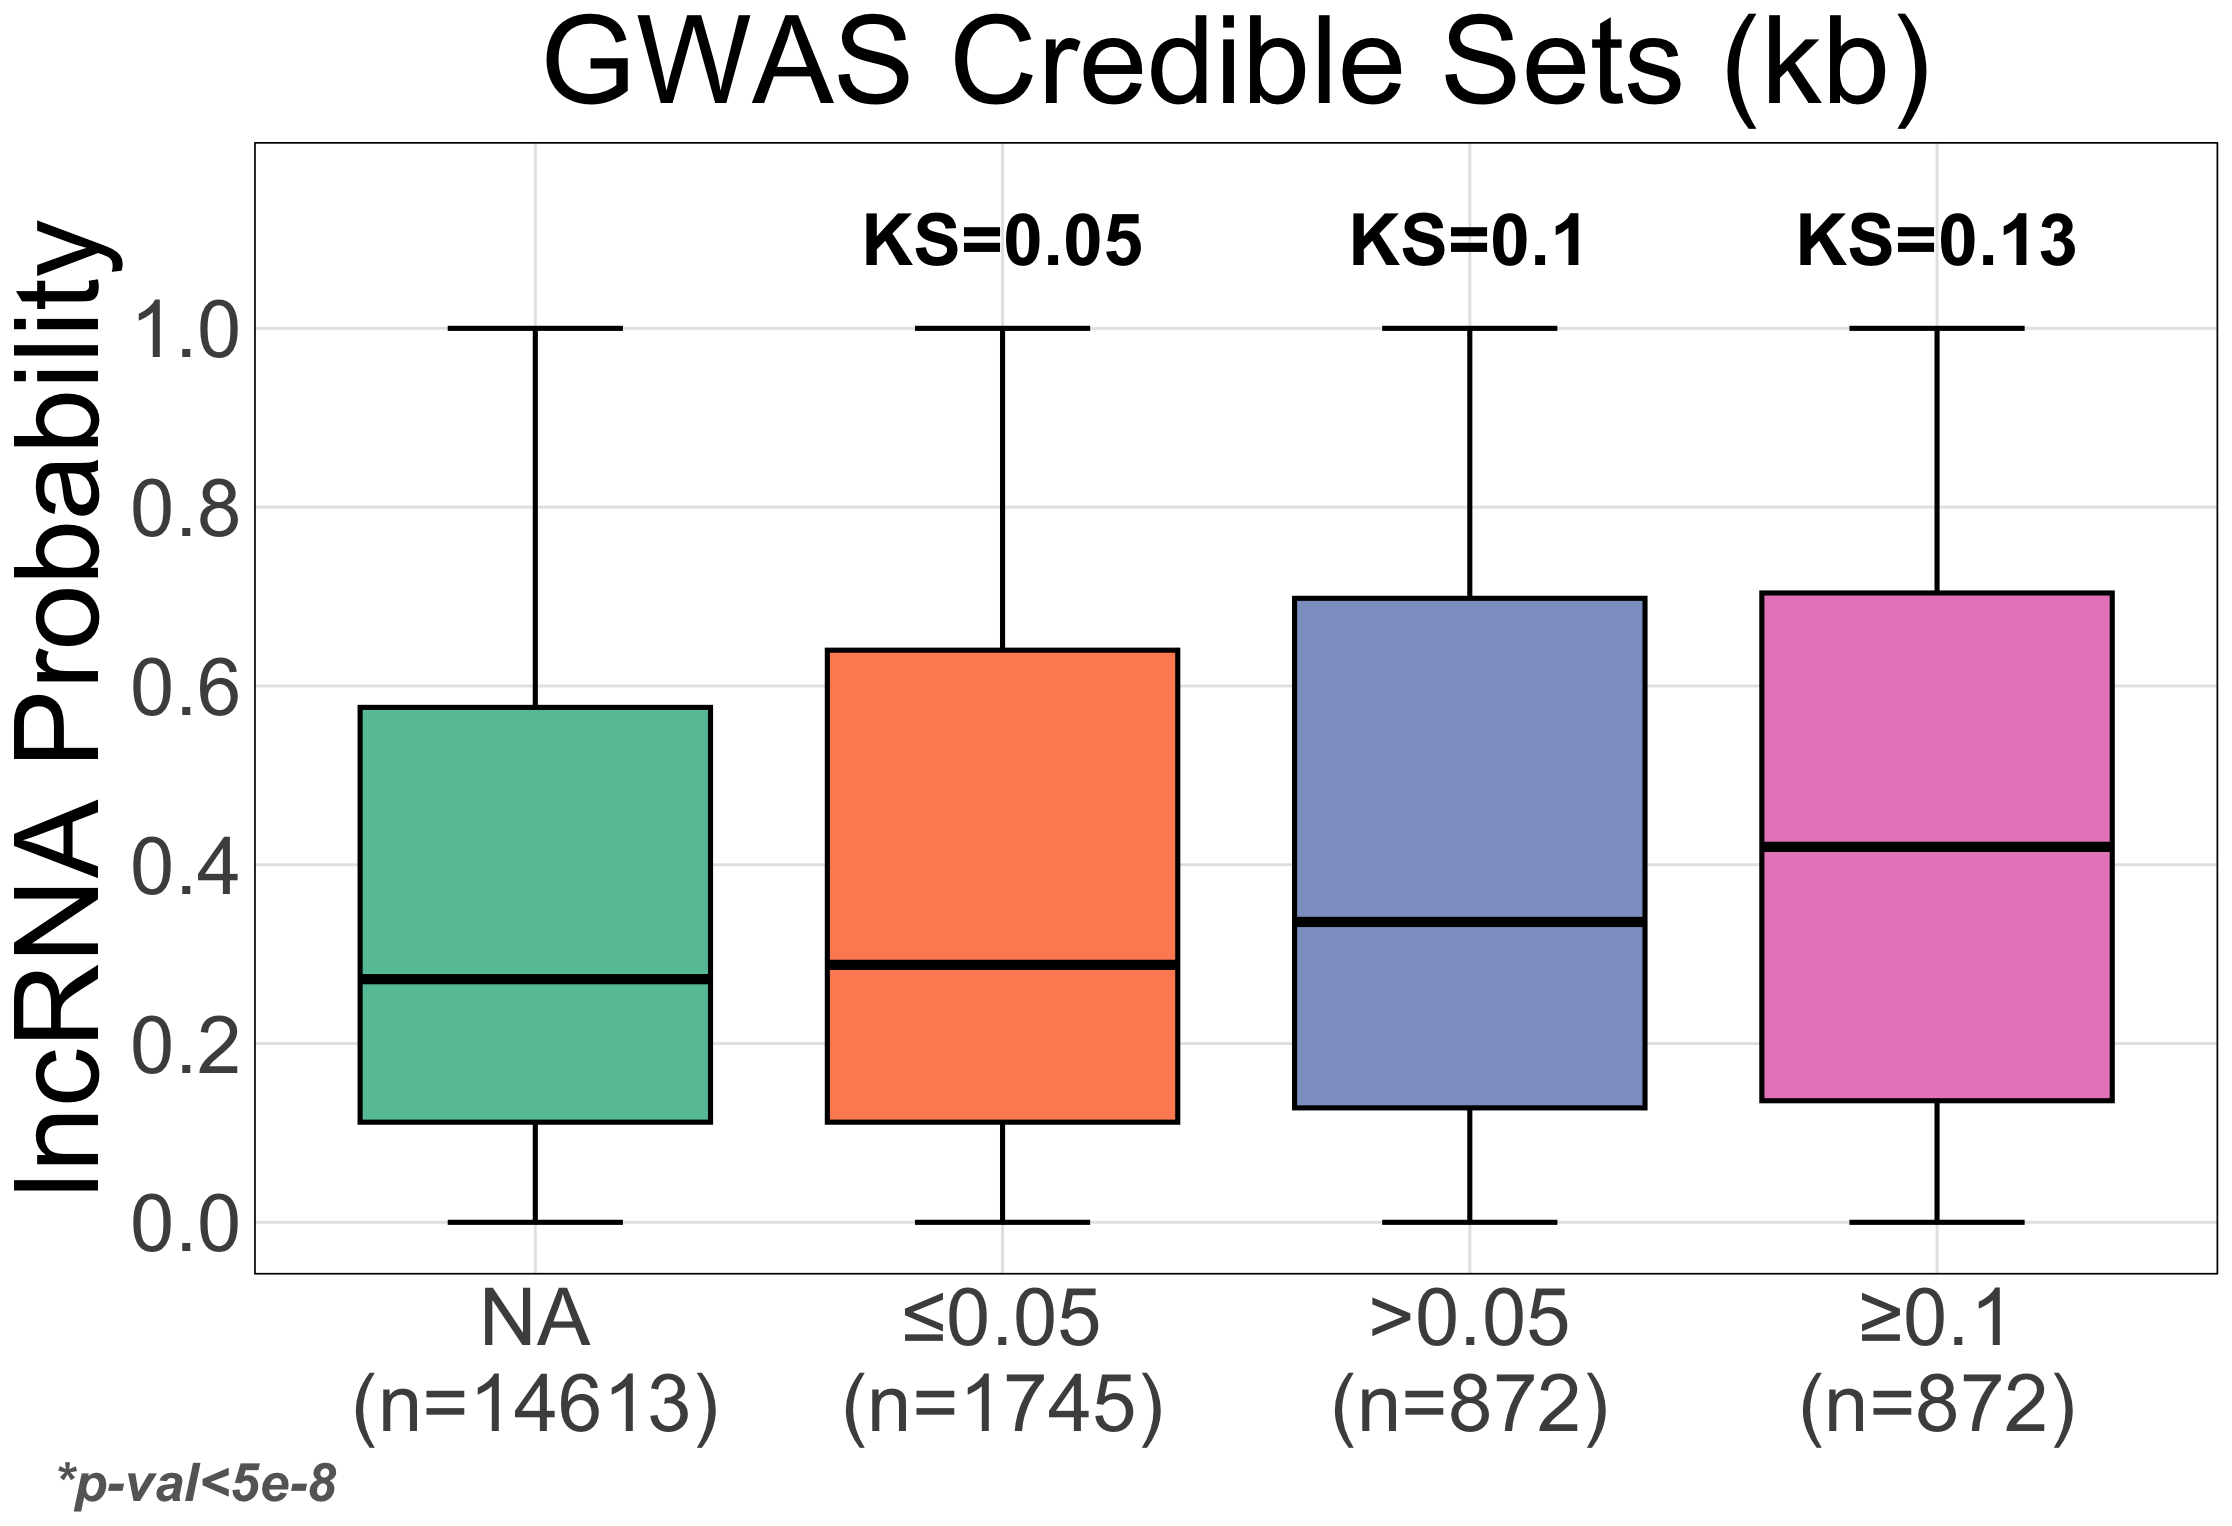 GWAS Credible Sets (kb)
lncRNA Probability
KS=0.05
KS=0.1
KS=0.13
1.0
0.8
0.6
0.4
0.2
0.0
NA
(n=14613)
≤0.05
(n=1745)
>0.05
(n=872)
≥0.1
(n=872)
*p-val<5e-8